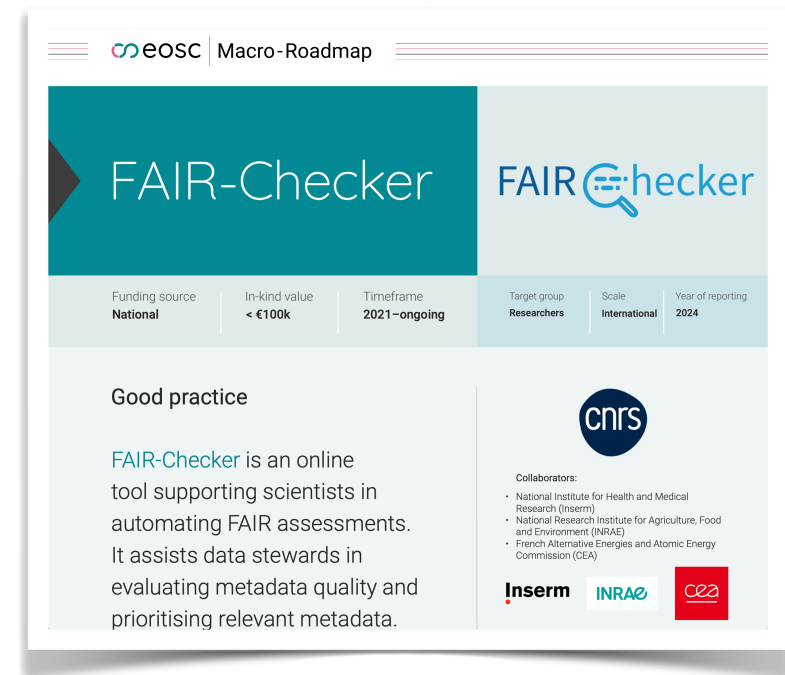 eosc Macro-Roadmap
FAIR-Checker
FAIR Checker
Funding source
National
In-kind value
< €100k
Timeframe
2021–ongoing
Target group
Researchers
Scale
International
Year of reporting
2024
Good practice
FAIR-Checker is an online
tool supporting scientists in
automating FAIR assessments.
It assists data stewards in
evaluating metadata quality and
prioritising relevant metadata.
cnrs
Collaborators:
• National Institute for Health and Medical
Research (Inserm)
• National Research Institute for Agriculture, Food
and Environment (INRAE)
• French Alternative Energies and Atomic Energy
Commission (CEA)
Inserm
INRAE
cea